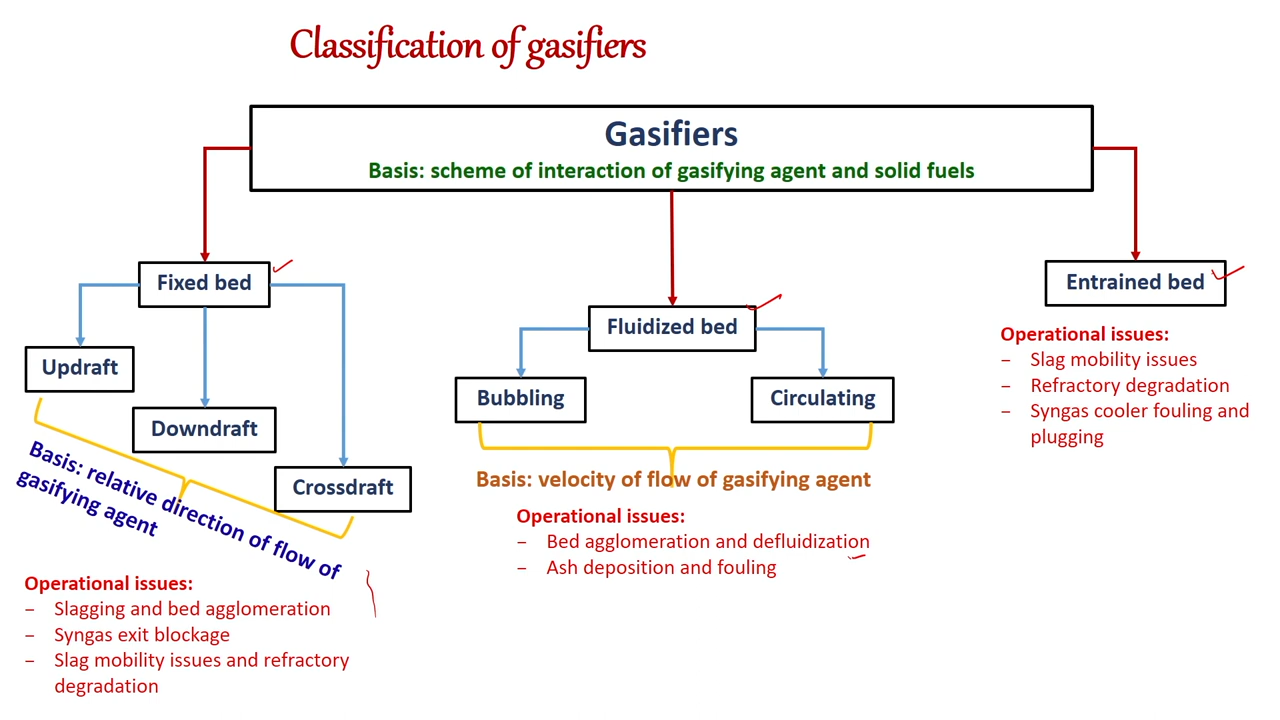 Classification of gasifiers
Gasifiers
Basis: scheme of interaction of gasifying agent and solid fuels
Fixed bed
Updraft
Downdraft
Crossdraft
Basis: relative direction of flow of
gasifying agent
Operational issues:
– Slagging and bed agglomeration
– Syngas exit blockage
– Slag mobility issues and refractory
degradation
Fluidized bed
Bubbling
Circulating
Basis: velocity of flow of gasifying agent
Operational issues:
– Bed agglomeration and defluidization
– Ash deposition and fouling
Entrained bed
Operational issues:
– Slag mobility issues
– Refractory degradation
– Syngas cooler fouling and
plugging